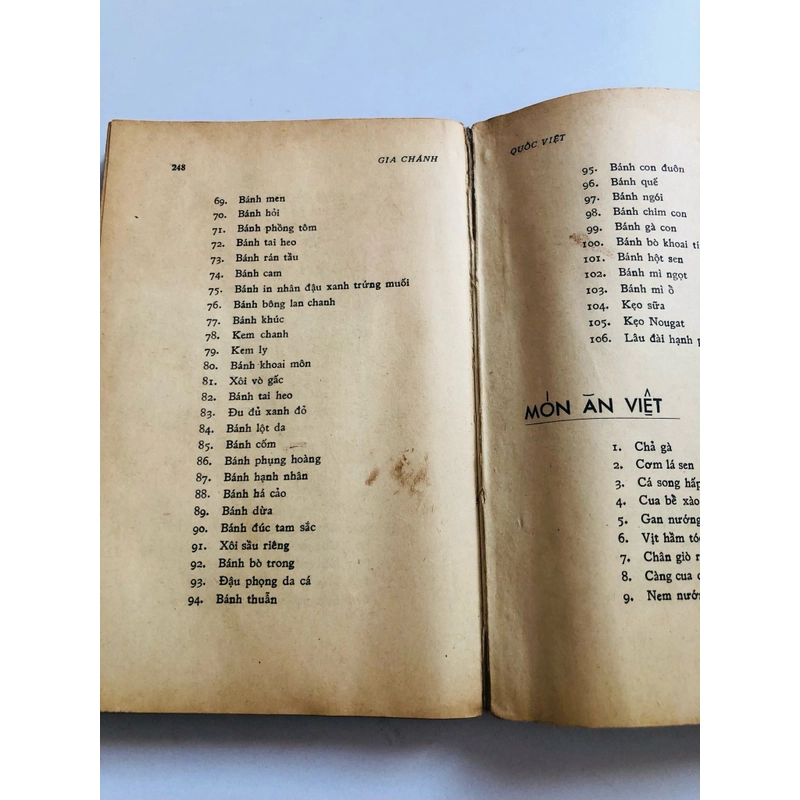 248
GIA CHÁNH
69. Bánh men
70. Bánh hỏi
71. Bánh phồng tôm
72. Bánh tai heo
73. Bánh rán tầu
74. Bánh cam
75. Bánh in nhân đậu xanh trứng muối
76. Bánh bông lan chanh
77. Bánh khúc
78. Kem chanh
79. Kem ly
80. Bánh khoai môn
81. Xôi vò gấc
82. Bánh tai heo
83. Đu đủ xanh đỏ
84. Bánh lột da
85. Bánh cốm
86. Bánh phụng hoàng
87. Bánh hạnh nhân
88. Bánh há cảo
89. Bánh dừa
90. Bánh đúc tam sắc
91. Xôi sầu riêng
92. Bánh bò trong
93. Đậu phọng da cá
94. Bánh thuẫn
QUỐC VIỆT
95. Bánh con đuôn
96. Bánh quế
97. Bánh ngói
98. Bánh chim con
99. Bánh gà con
100. Bánh bò khoai ti
101. Bánh hột sen
102. Bánh mì ngọt
103. Bánh mì ổ
104. Kẹo sữa
105. Kẹo Nougat
106. Lâu đài hạnh
MÓN ĂN VIỆT
1. Chả gà
2. Cơm lá sen
3. Cá song hấp
4. Cua bể xào
5. Gan nướng
6. Vịt hầm
7. Chân giò
8. Càng cua
9. Nem